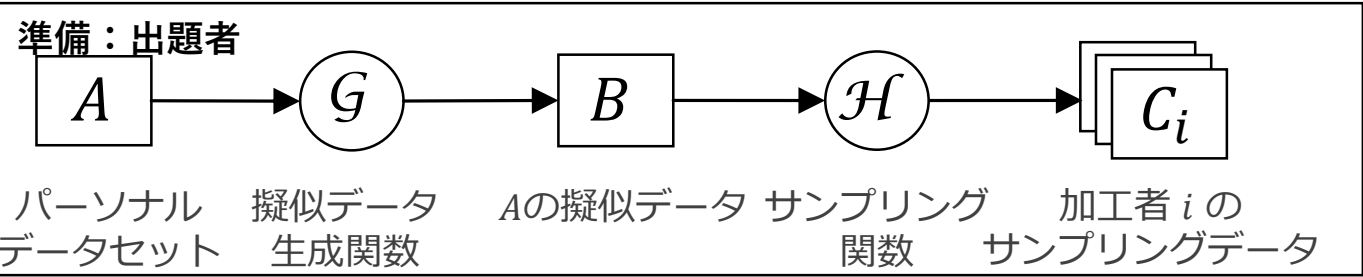 準備：出題者
A
𝒢
B
ℋ
C_i
パーソナル
データセット
擬似データ
生成関数
Aの擬似データ
サンプリング
関数
加工者 i の
サンプリングデータ